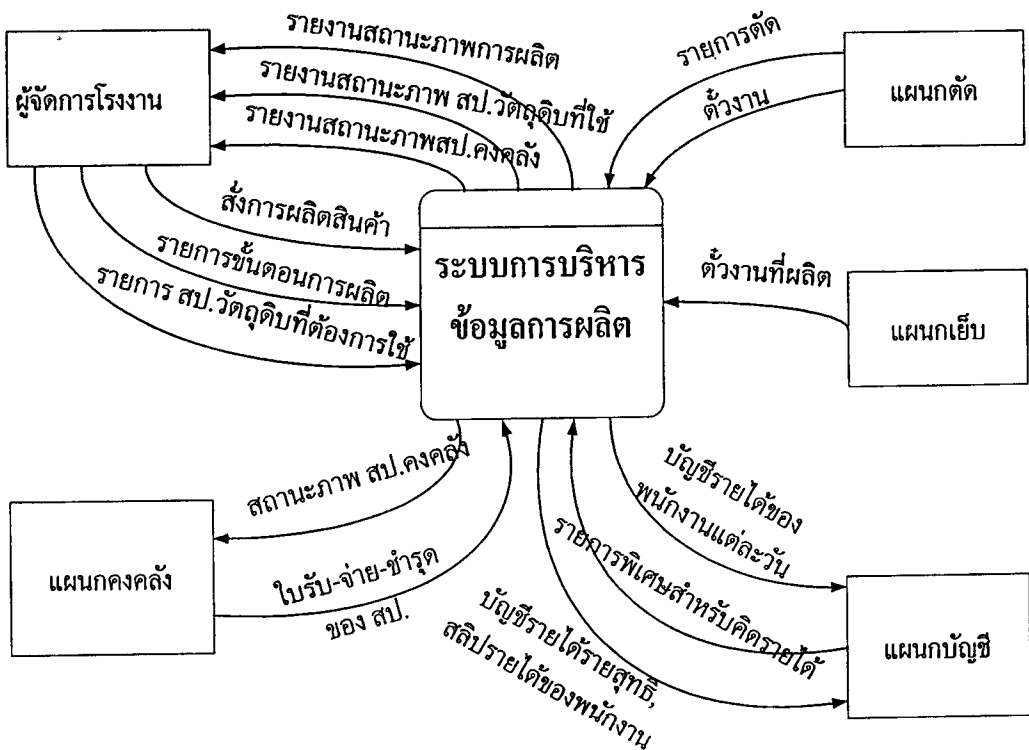 รายงานสถานะภาพการผลิต
รายงานสถานะภาพ สป.วัตถุดิบที่ใช้
รายงานสถานะภาพสป.คงคลัง
ผู้จัดการโรงงาน
รายการตัด
ตั๋วงาน
แผนกตัด
สั่งการผลิตสินค้า
รายการขั้นตอนการผลิต
รายการ สป.วัตถุดิบที่ต้องการใช้
ระบบการบริหาร
ข้อมูลการผลิต
ตั๋วงานที่ผลิต
แผนกเย็บ
สถานะภาพ สป.คงคลัง
แผนกคงคลัง
ใบรับ-จ่าย-ชำรุด
ของ สป.
บัญชีรายได้ของ
พนักงานแต่ละวัน
รายการพิเศษสำหรับคิดรายได้
บัญชีรายได้รายสุทธิ,
สลิปรายได้ของพนักงาน
แผนกบัญชี